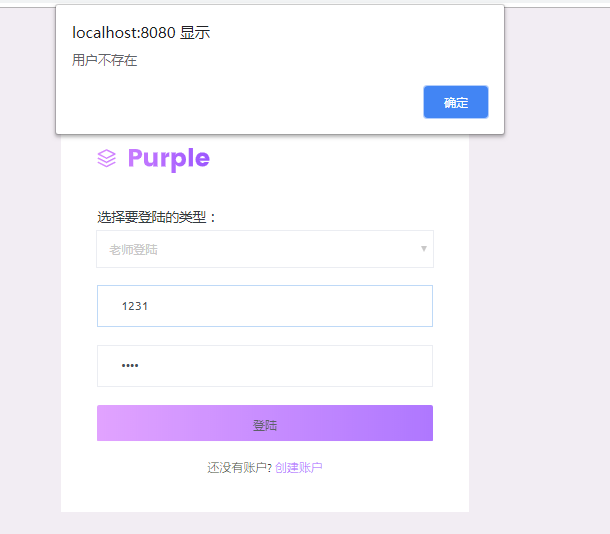 localhost:8080 显示
用户不存在
确定
Purple
选择要登陆的类型：
老师登陆
1231
••••
登陆
还没有账户? 创建账户